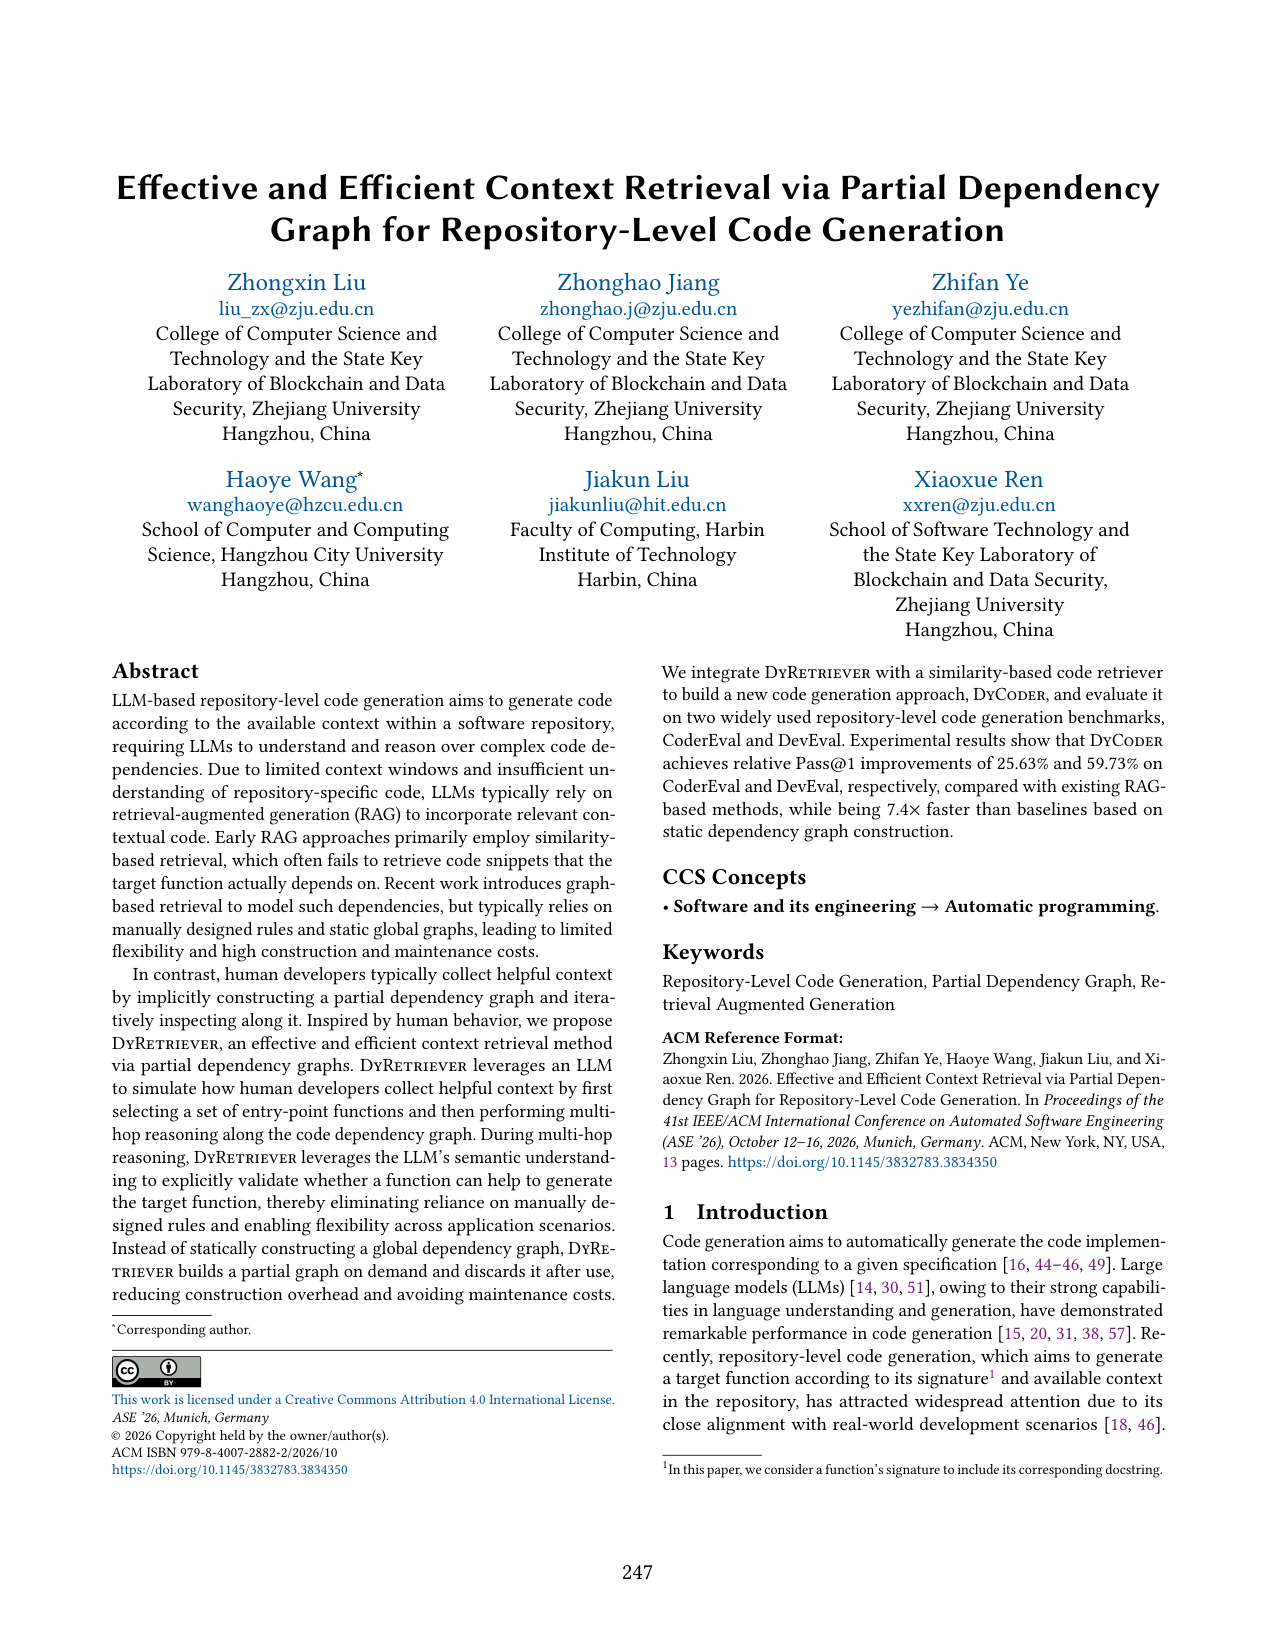 Effective and Efficient Context Retrieval via Partial Dependency
Graph for Repository-Level Code Generation
Zhongxin Liu
liu_zx@zju.edu.cn
College of Computer Science and
Technology and the State Key
Laboratory of Blockchain and Data
Security, Zhejiang University
Hangzhou, China
Zhonghao Jiang
zhonghao.j@zju.edu.cn
College of Computer Science and
Technology and the State Key
Laboratory of Blockchain and Data
Security, Zhejiang University
Hangzhou, China
Zhifan Ye
yezhifan@zju.edu.cn
College of Computer Science and
Technology and the State Key
Laboratory of Blockchain and Data
Security, Zhejiang University
Hangzhou, China
Haoye Wang*
wanghaoye@hzcu.edu.cn
School of Computer and Computing
Science, Hangzhou City University
Hangzhou, China
Jiakun Liu
jiakunliu@hit.edu.cn
Faculty of Computing, Harbin
Institute of Technology
Harbin, China
Xiaoxue Ren
xxren@zju.edu.cn
School of Software Technology and
the State Key Laboratory of
Blockchain and Data Security,
Zhejiang University
Hangzhou, China
Abstract
LLM-based repository-level code generation aims to generate code
according to the available context within a software repository,
requiring LLMs to understand and reason over complex code de-
pendencies. Due to limited context windows and insufficient un-
derstanding of repository-specific code, LLMs typically rely on
retrieval-augmented generation (RAG) to incorporate relevant con-
textual code. Early RAG approaches primarily employ similarity-
based retrieval, which often fails to retrieve code snippets that the
target function actually depends on. Recent work introduces graph-
based retrieval to model such dependencies, but typically relies on
manually designed rules and static global graphs, leading to limited
flexibility and high construction and maintenance costs.
In contrast, human developers typically collect helpful context
by implicitly constructing a partial dependency graph and itera-
tively inspecting along it. Inspired by human behavior, we propose
DyRetriever, an effective and efficient context retrieval method
via partial dependency graphs. DyRetriever leverages an LLM
to simulate how human developers collect helpful context by first
selecting a set of entry-point functions and then performing multi-
hop reasoning along the code dependency graph. During multi-hop
reasoning, DyRetriever leverages the LLM's semantic understand-
ing to explicitly validate whether a function can help to generate
the target function, thereby eliminating reliance on manually de-
signed rules and enabling flexibility across application scenarios.
Instead of statically constructing a global dependency graph, DyRe-
triever builds a partial graph on demand and discards it after use,
reducing construction overhead and avoiding maintenance costs.
*Corresponding author.
cc BY
This work is licensed under a Creative Commons Attribution 4.0 International License.
ASE '26, Munich, Germany
© 2026 Copyright held by the owner/author(s).
ACM ISBN 979-8-4007-2882-2/2026/10
https://doi.org/10.1145/3832783.3834350
We integrate DyRetriever with a similarity-based code retriever
to build a new code generation approach, DyCoder, and evaluate it
on two widely used repository-level code generation benchmarks,
CoderEval and DevEval. Experimental results show that DyCoder
achieves relative Pass@1 improvements of 25.63% and 59.73% on
CoderEval and DevEval, respectively, compared with existing RAG-
based methods, while being 7.4× faster than baselines based on
static dependency graph construction.
CCS Concepts
• Software and its engineering → Automatic programming.
Keywords
Repository-Level Code Generation, Partial Dependency Graph, Re-
trieval Augmented Generation
ACM Reference Format:
Zhongxin Liu, Zhonghao Jiang, Zhifan Ye, Haoye Wang, Jiakun Liu, and Xi-
aoxue Ren. 2026. Effective and Efficient Context Retrieval via Partial Depen-
dency Graph for Repository-Level Code Generation. In Proceedings of the
41st IEEE/ACM International Conference on Automated Software Engineering
(ASE '26), October 12–16, 2026, Munich, Germany. ACM, New York, NY, USA,
13 pages. https://doi.org/10.1145/3832783.3834350
1 Introduction
Code generation aims to automatically generate the code implemen-
tation corresponding to a given specification [16, 44–46, 49]. Large
language models (LLMs) [14, 30, 51], owing to their strong capabili-
ties in language understanding and generation, have demonstrated
remarkable performance in code generation [15, 20, 31, 38, 57]. Re-
cently, repository-level code generation, which aims to generate
a target function according to its signature1 and available context
in the repository, has attracted widespread attention due to its
close alignment with real-world development scenarios [18, 46].
1In this paper, we consider a function's signature to include its corresponding docstring.
247